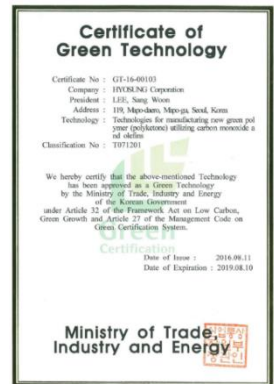 Certificate of
Green Technology
Certificate No : GT-16-00103
Company : HYOSUNG Corporation
President : LEE, Sang Woon
Address : 119, Mapo-daero, Mapo-gu, Seoul, Korea
Technology : Technologies for manufacturing new green pol
ymer (polyketone) utilizing carbon monoxide a
nd olefins
Classification No : T071201
We hereby certify that the above-mentioned Technology
has been approved as a Green Technology
by the Ministry of Trade, Industry and Energy
of the Korean Government
under Article 32 of the Framework Act on Low Carbon,
Green Growth and Article 27 of the Management Code on
Green Certification System.
Green
Certification
Date of Issue : 2016.08.11
Date of Expiration : 2019.08.10
Ministry of Trade,
Industry and Energy